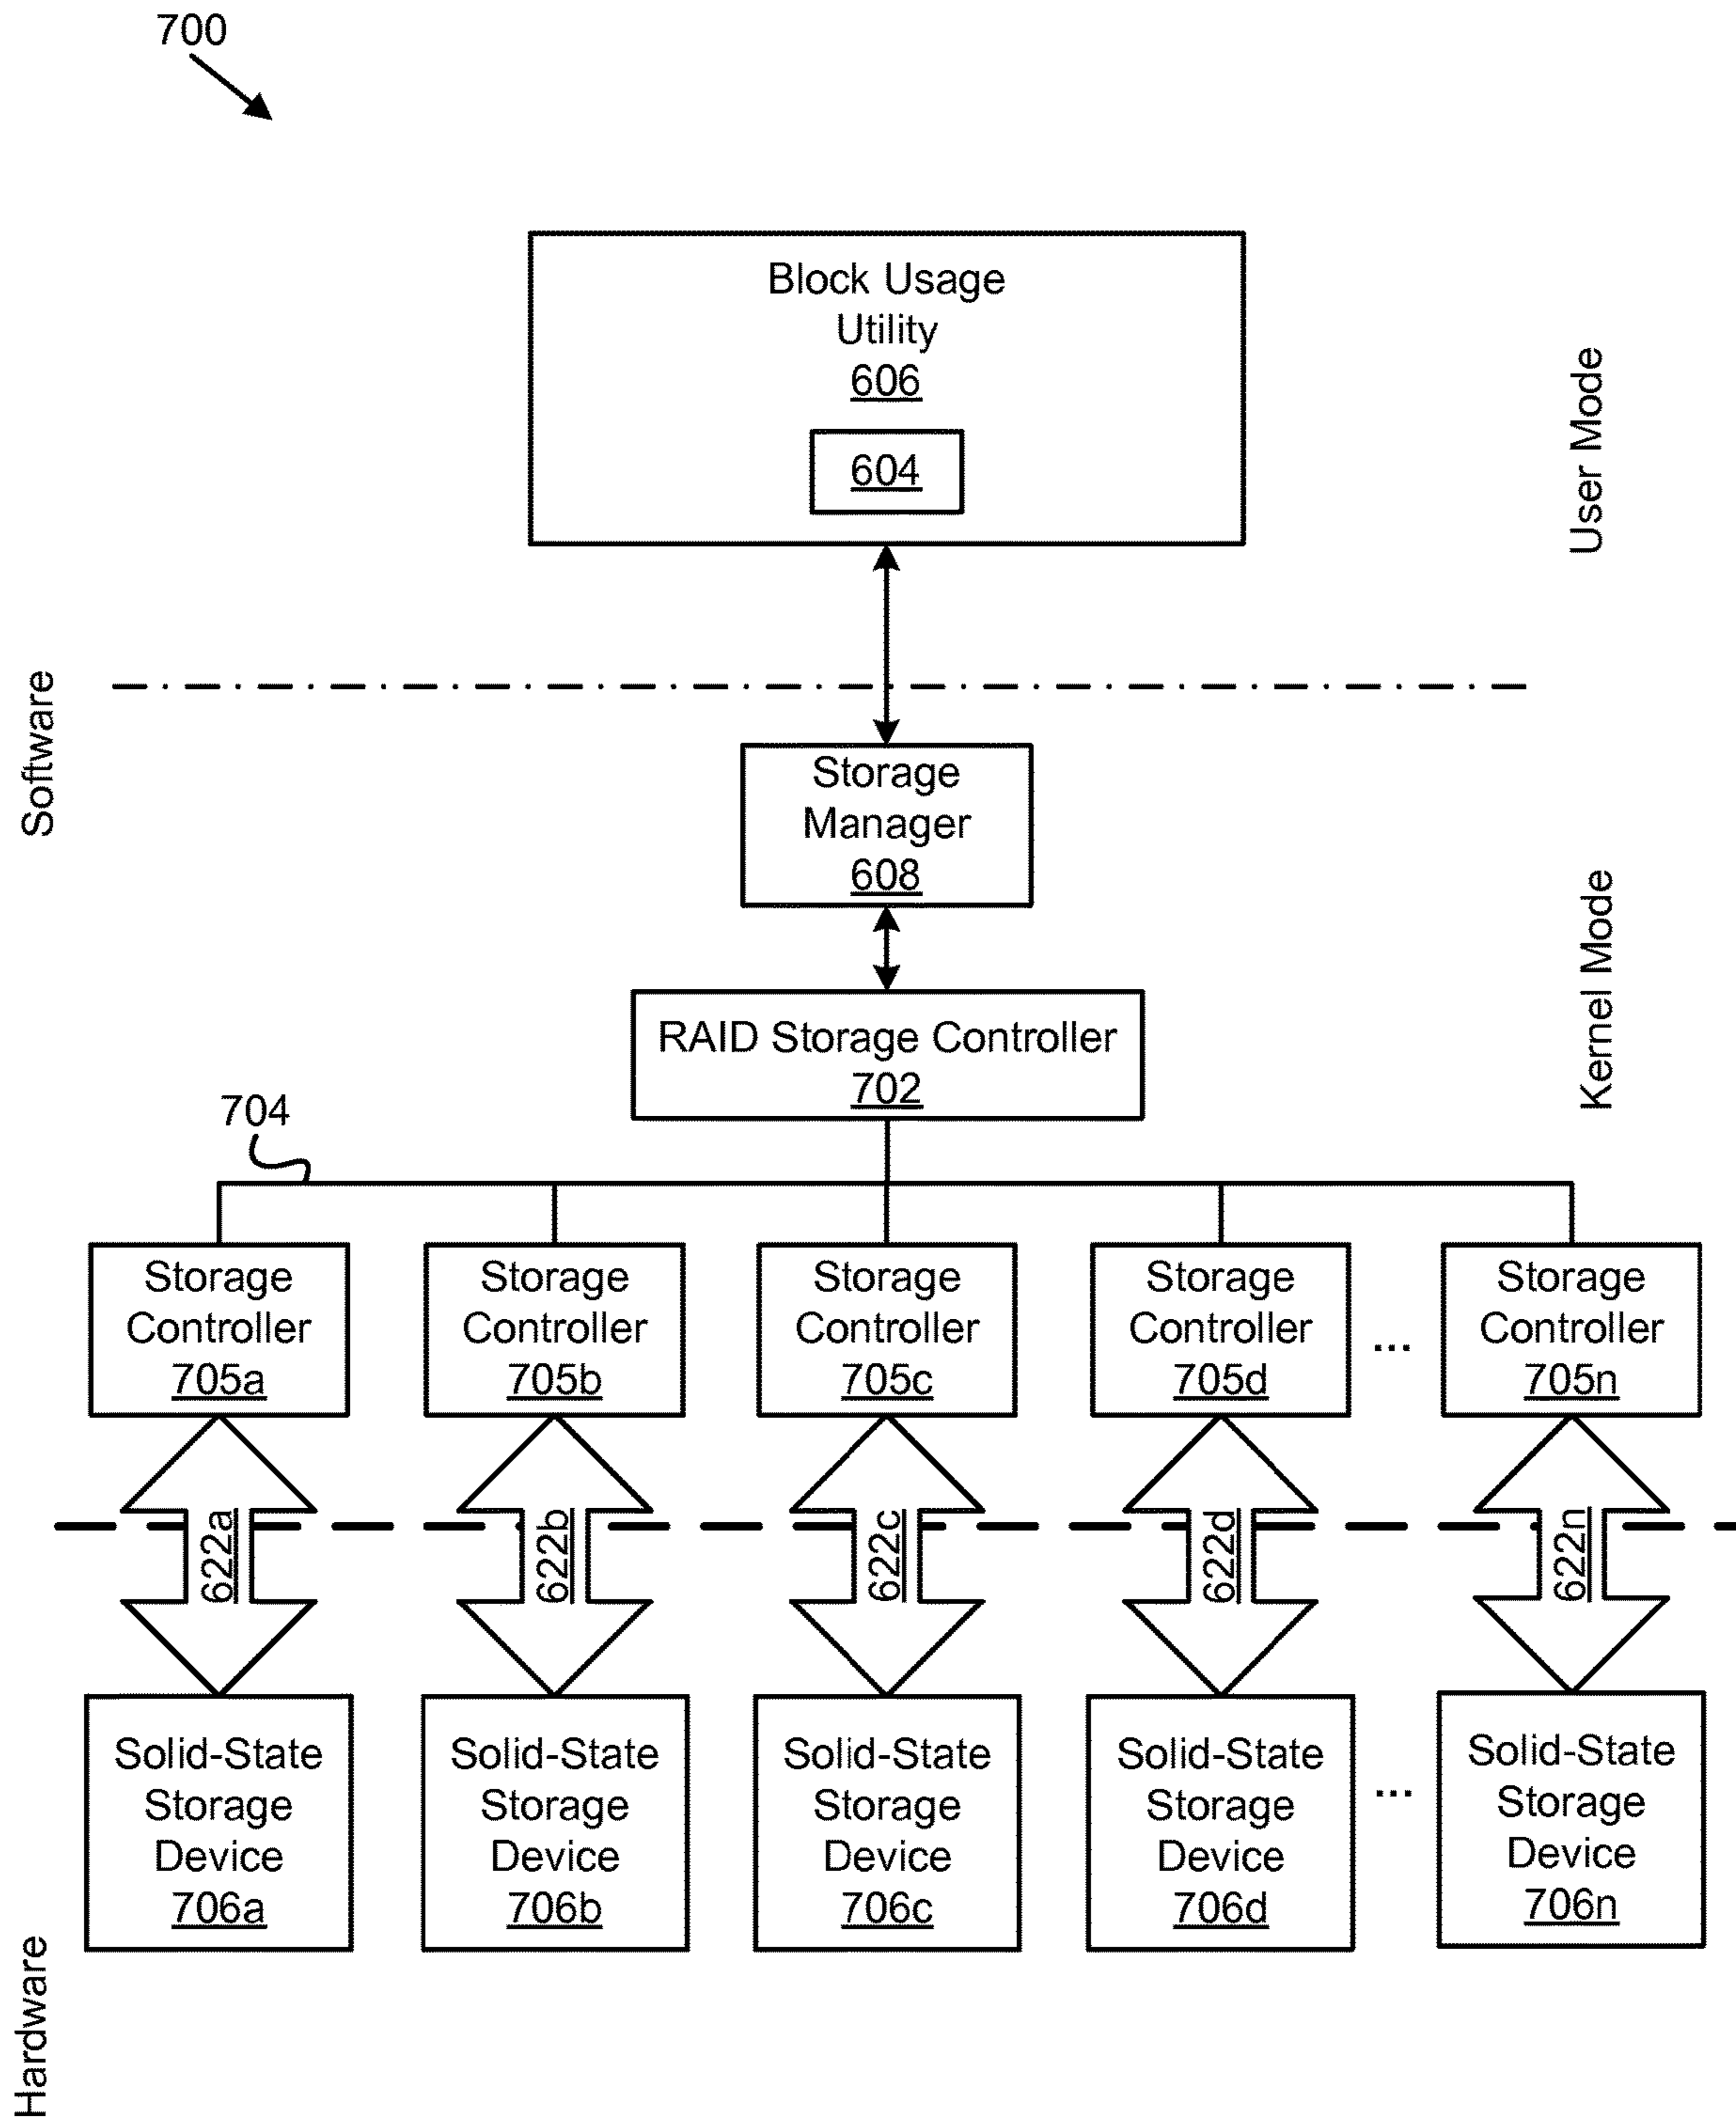 700
Block Usage
Utility
606
604
User Mode
Software
Storage
Manager
608
Kernel Mode
RAID Storage Controller
702
704
Storage
Controller
705a
Storage
Controller
705b
Storage
Controller
705c
Storage
Controller
705d
...
Storage
Controller
705n
622a
622b
622c
622d
622n
Solid-State
Storage
Device
706a
Solid-State
Storage
Device
706b
Solid-State
Storage
Device
706c
Solid-State
Storage
Device
706d
...
Solid-State
Storage
Device
706n
Hardware